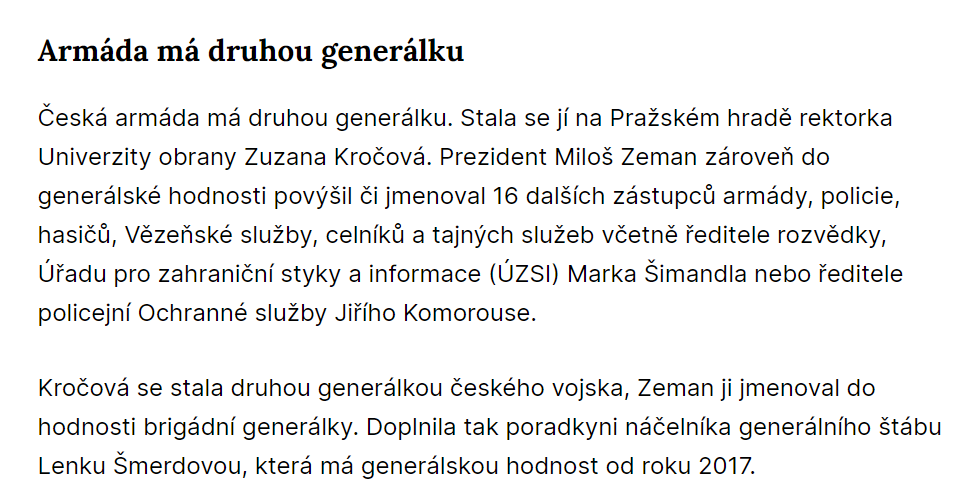 Armáda má druhou generálku
Česká armáda má druhou generálku. Stala se jí na Pražském hradě rektorka
Univerzity obrany Zuzana Kročová. Prezident Miloš Zeman zároveň do
generálské hodnosti povýšil či jmenoval 16 dalších zástupců armády, policie,
hasičů, Vězeňské služby, celníků a tajných služeb včetně ředitele rozvědky,
Úřadu pro zahraniční styky a informace (ÚZSI) Marka Šimandla nebo ředitele
policejní Ochranné služby Jiřího Komorouse.
Kročová se stala druhou generálkou českého vojska, Zeman ji jmenoval do
hodnosti brigádní generálky. Doplnila tak poradkyni náčelníka generálního štábu
Lenku Šmerdovou, která má generálskou hodnost od roku 2017.